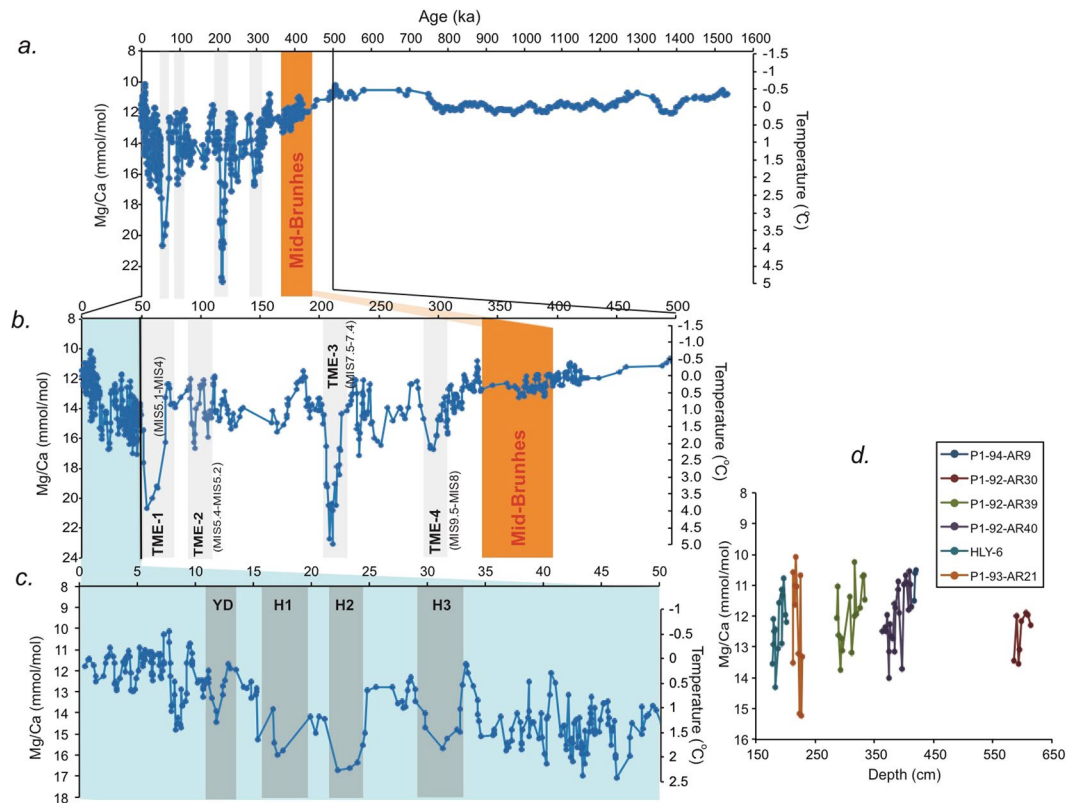 Age (ka)
a.
0 100 200 300 400 500 600 700 800 900 1000 1100 1200 1300 1400 1500 1600
8
10
12
14
16
18
20
22
Mg/Ca (mmol/mol)
-1.5
-1
-0.5
0
0.5
1
1.5
2
2.5
3
3.5
4
4.5
5
Temperature (°C)
Mid-Brunhes
b.
0 50 100 150 200 250 300 350 400 450 500
8
10
12
14
16
18
20
22
24
Mg/Ca (mmol/mol)
-1.5
-1.0
-0.5
0.0
0.5
1.0
1.5
2.0
2.5
3.0
3.5
4.0
4.5
5.0
Temperature (°C)
TME-1
(MIS5.1-MIS4)
TME-2
(MIS5.4-MIS5.2)
TME-3
(MIS7.5-7.4)
TME-4
(MIS9.5-MIS8)
Mid-Brunhes
c.
0 5 10 15 20 25 30 35 40 45 50
8
9
10
11
12
13
14
15
16
17
18
Mg/Ca (mmol/mol)
YD H1 H2 H3
-1
-0.5
0
0.5
1
1.5
2
2.5
Temperature (°C)
d.
P1-94-AR9
P1-92-AR30
P1-92-AR39
P1-92-AR40
HLY-6
P1-93-AR21
8
9
10
11
12
13
14
15
16
Mg/Ca (mmol/mol)
150 250 350 450 550 650
Depth (cm)